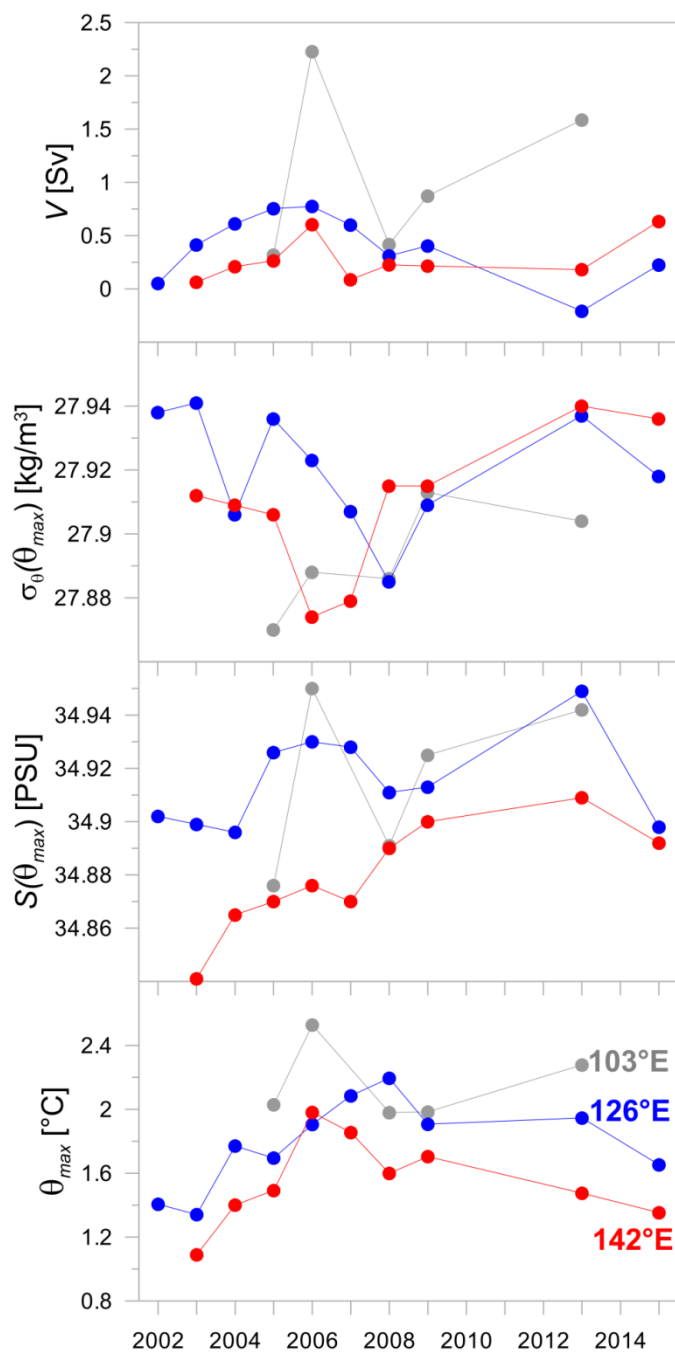 V [Sv]
2.5
2
1.5
1
0.5
0
σθ(θmax) [kg/m³]
27.94
27.92
27.9
27.88
S(θmax) [PSU]
34.94
34.92
34.9
34.88
34.86
θmax [°C]
2.4
2
1.6
1.2
0.8
103°E
126°E
142°E
2002 2004 2006 2008 2010 2012 2014